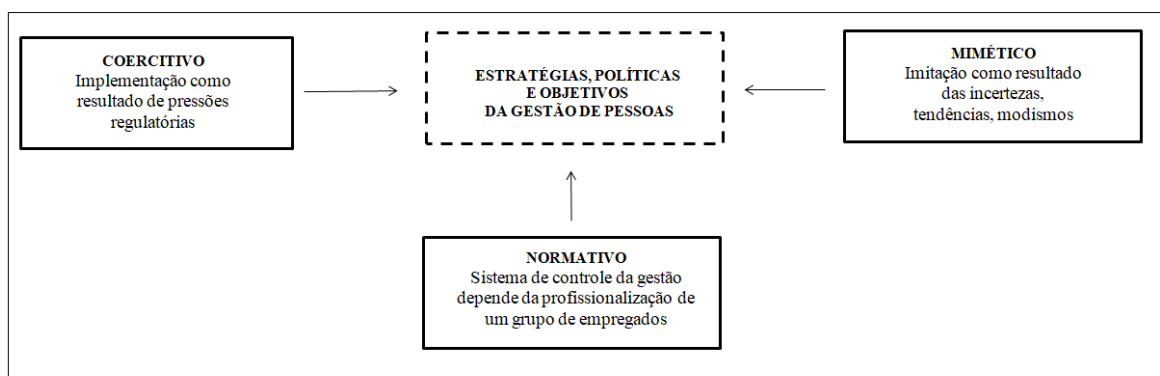 COERCITIVO
Implementação como
resultado de pressões
regulatórias
ESTRATÉGIAS, POLÍTICAS
E OBJETIVOS
DA GESTÃO DE PESSOAS
MIMÉTICO
Imitação como resultado
das incertezas,
tendências, modismos
NORMATIVO
Sistema de controle da gestão
depende da profissionalização de
um grupo de empregados